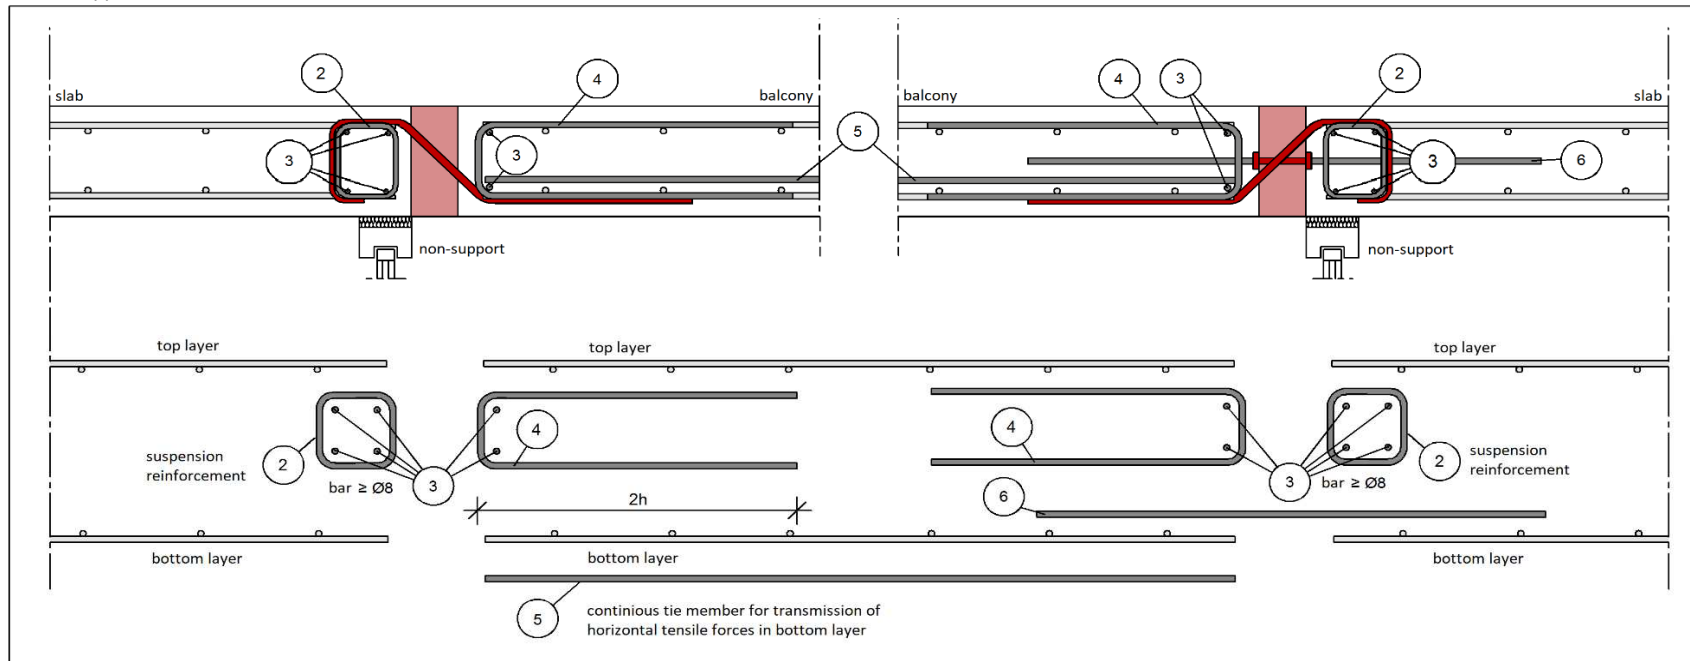 2
4
4
3
2
slab
balcony
balcony
slab
5
3
3
3
6
non-support
non-support
top layer
top layer
top layer
4
4
2
2
suspension
reinforcement
suspension
reinforcement
3
3
bar ≥ Ø8
bar ≥ Ø8
2h
6
bottom layer
bottom layer
bottom layer
5
continious tie member for transmission of
horizontal tensile forces in bottom layer